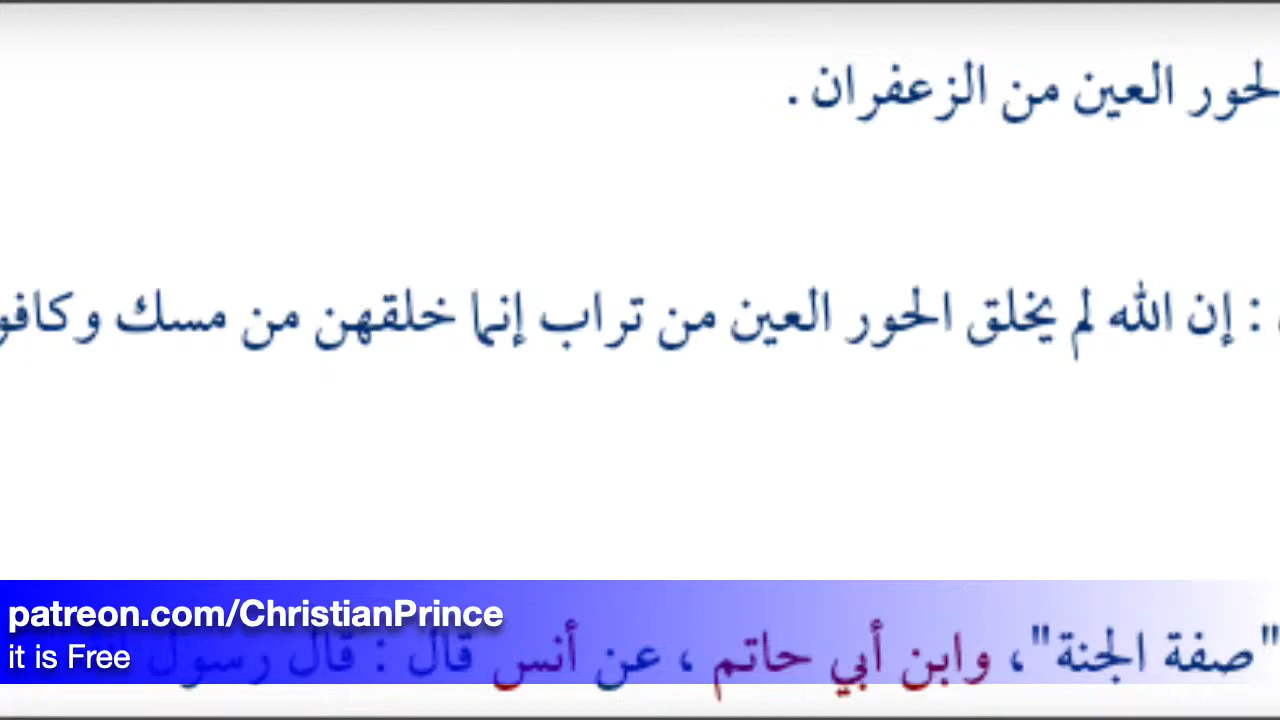 لحور العين من الزعفران .
: إن الله لم يخلق الحور العين من تراب إنما خلقهن من مسك وكافو
"صفة الجنة"، وابن أبي حاتم ، عن أنس قال : قال رسول
patreon.com/ChristianPrince
it is Free